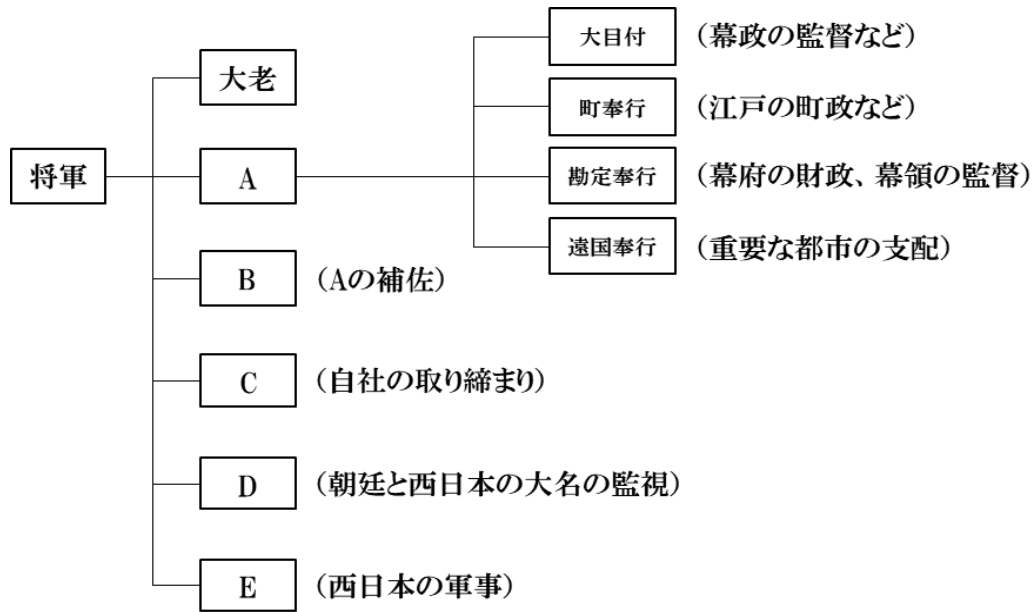 大目付 (幕政の監督など)
大老
町奉行 (江戸の町政など)
将軍 A 勘定奉行 (幕府の財政、幕領の監督)
遠国奉行 (重要な都市の支配)
B (Aの補佐)
C (自社の取り締まり)
D (朝廷と西日本の大名の監視)
E (西日本の軍事)